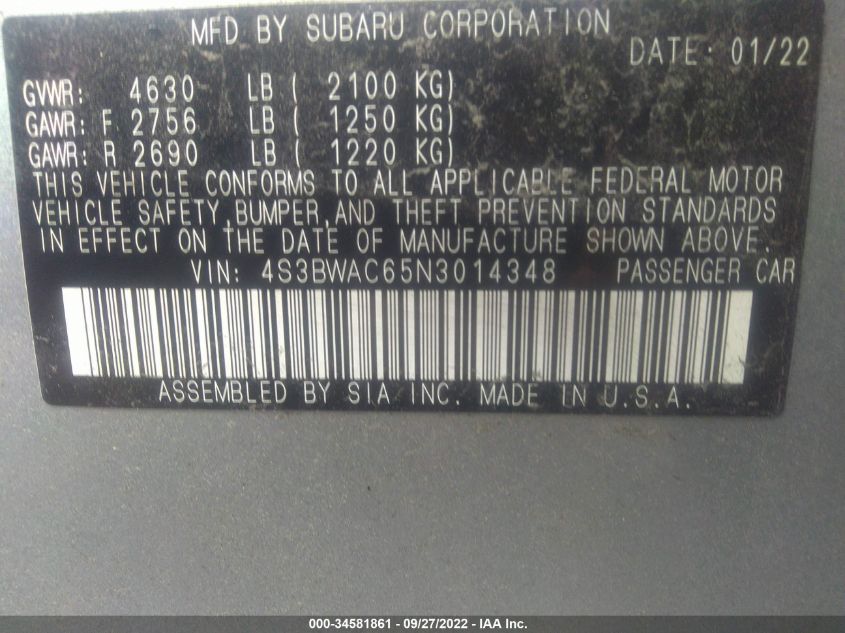 MFD BY SUBARU CORPORATION
DATE: 01/22
GVWR: 4630 LB ( 2100 KG)
GAWR: F 2756 LB ( 1250 KG)
GAWR: R 2690 LB ( 1220 KG)
THIS VEHICLE CONFORMS TO ALL APPLICABLE FEDERAL MOTOR
VEHICLE SAFETY,BUMPER,AND THEFT PREVENTION STANDARDS
IN EFFECT ON THE DATE OF MANUFACTURE SHOWN ABOVE.
VIN: 4S3BWAC65N3014348 PASSENGER CAR
ASSEMBLED BY SIA INC. MADE IN U.S.A.
000-34581861 - 09/27/2022 - IAA Inc.